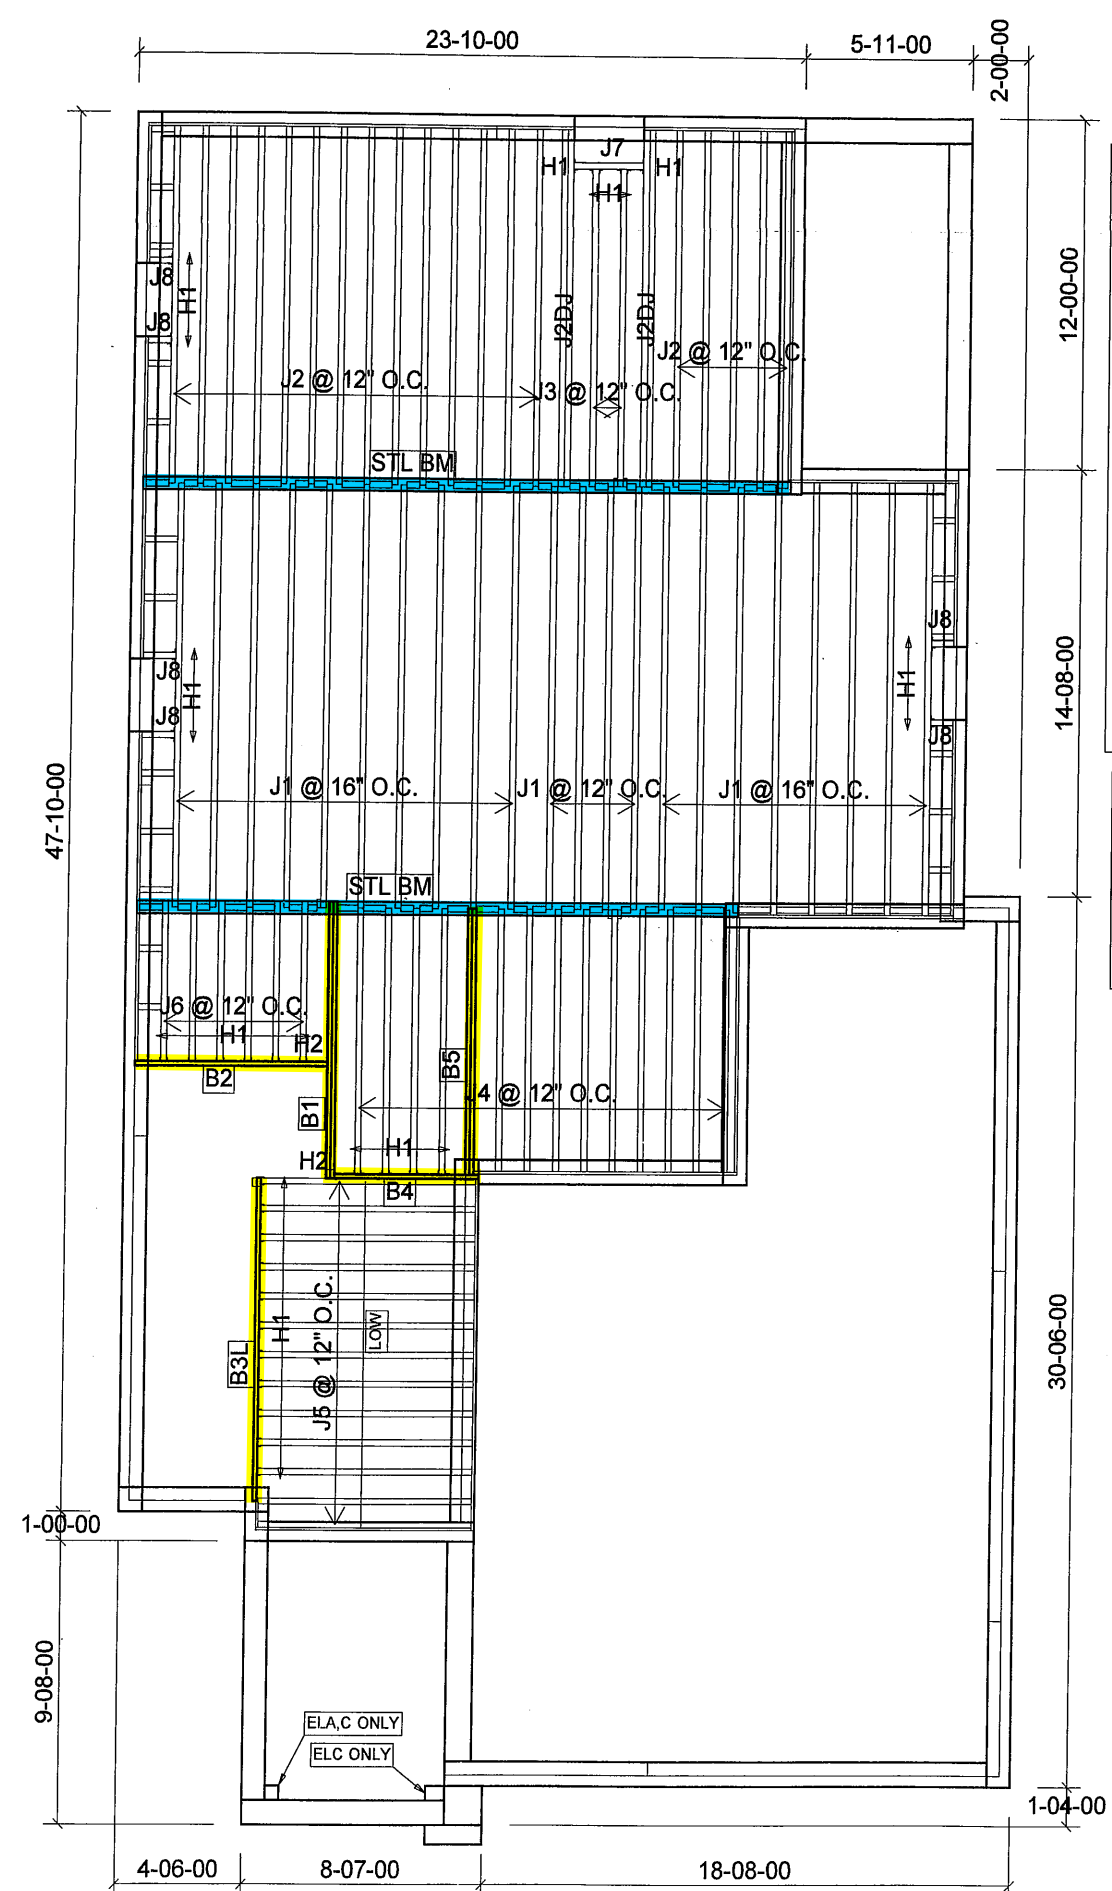 23-10-00
5-11-00
2-00-00
J7
H1
H1
H1
J8
H1
J8
12-00-00
J2DJ
J2DJ
J2 @ 12" O.C.
J2 @ 12" O.C.
J3 @ 12" O.C.
STL BM
J8
J8
H1
H1
J8
J8
14-08-00
47-10-00
J1 @ 16" O.C.
J1 @ 12" O.C.
J1 @ 16" O.C.
STL BM
J6 @ 12" O.C.
H1
H2
B2
B5
B1
J4 @ 12" O.C.
H1
H2
B4
H1
J5 @ 12" O.C.
LOW
B3L
30-06-00
1-00-00
9-08-00
ELA,C ONLY
ELC ONLY
1-04-00
4-06-00
8-07-00
18-08-00